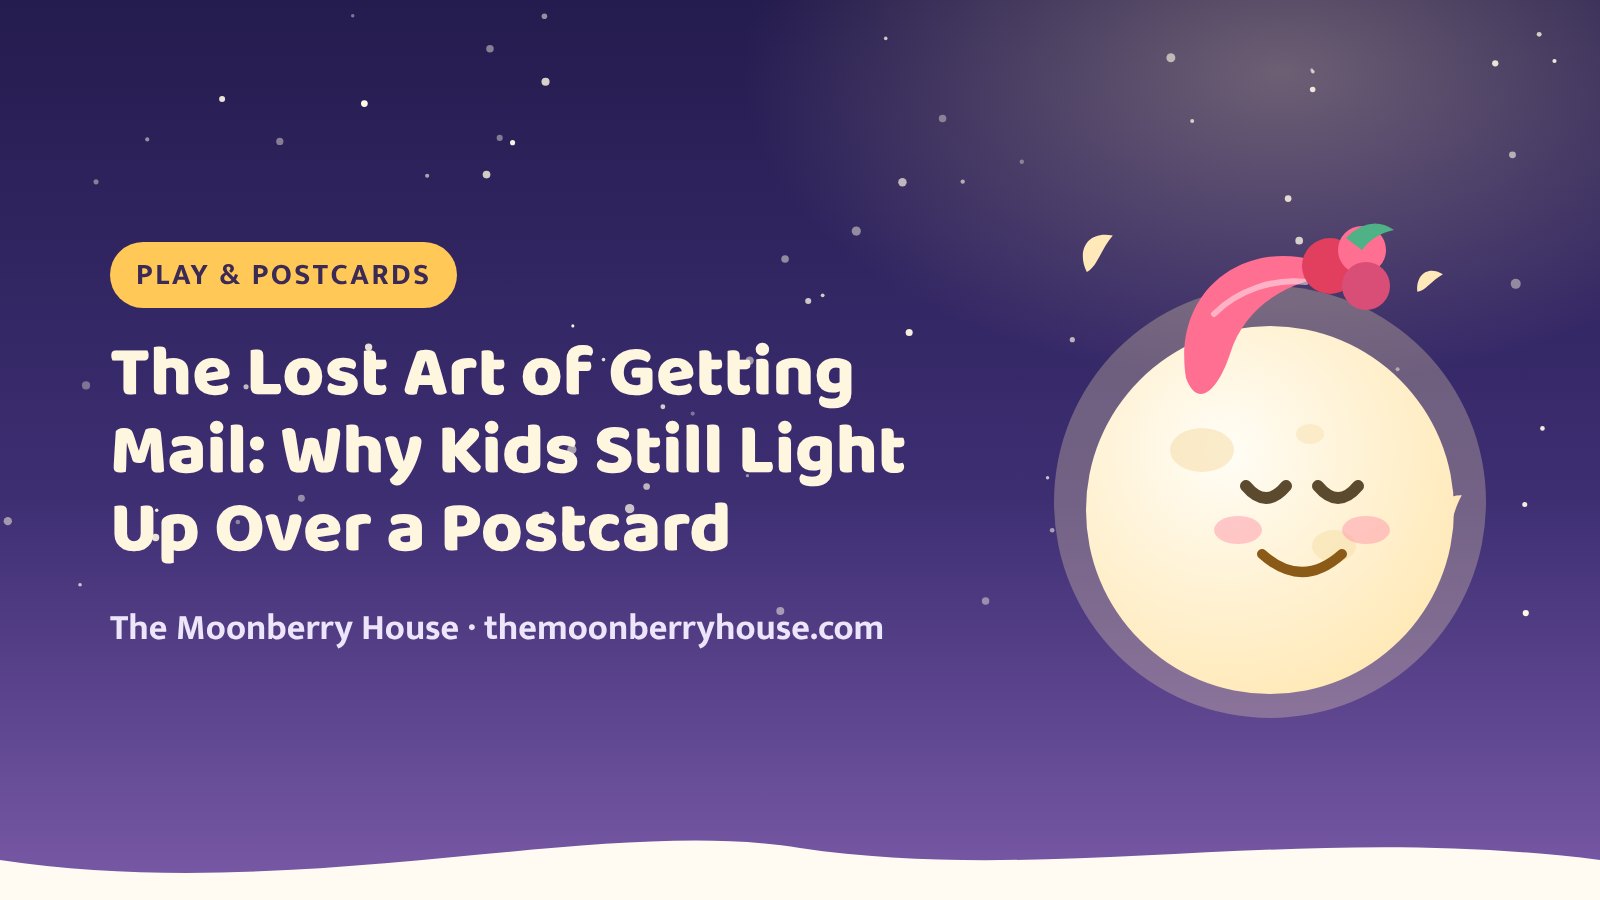 PLAY & POSTCARDS
The Lost Art of Getting
Mail: Why Kids Still Light
Up Over a Postcard
The Moonberry House · themoonberryhouse.com